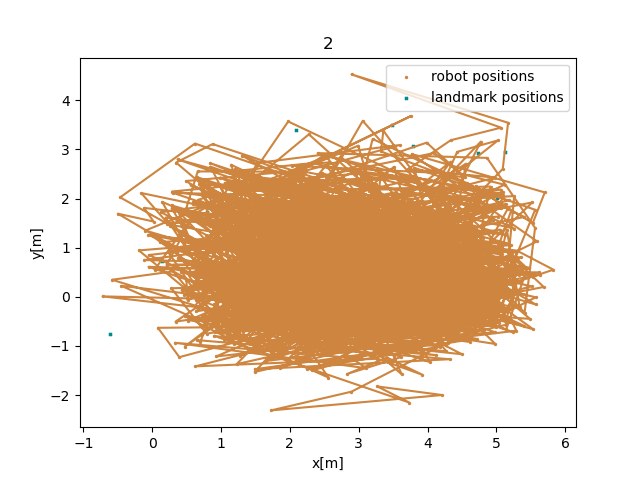 2
robot positions
landmark positions
y[m]
4
3
2
1
0
−1
−2
−1 0 1 2 3 4 5 6
x[m]